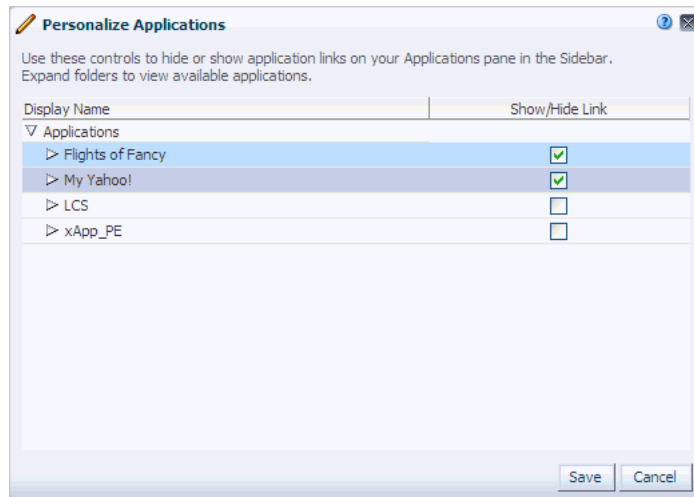 Personalize Applications
Use these controls to hide or show application links on your Applications pane in the Sidebar.
Expand folders to view available applications.
Display Name Show/Hide Link
Applications
Flights of Fancy
My Yahoo!
LCS
xApp_PE
Save Cancel